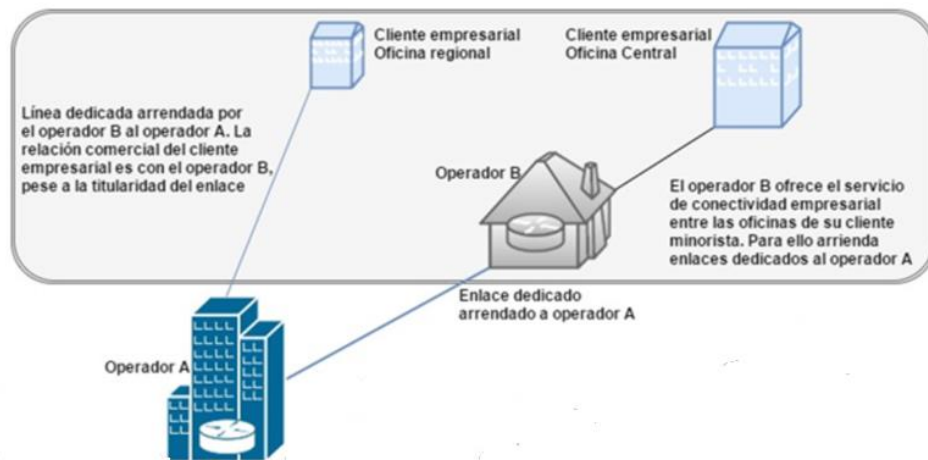 Cliente empresarial
Oficina regional
Cliente empresarial
Oficina Central
Línea dedicada arrendada por
el operador B al operador A. La
relación comercial del cliente
empresarial es con el operador B,
pese a la titularidad del enlace
Operador B
El operador B ofrece el servicio
de conectividad empresarial
entre las oficinas de su cliente
minorista. Para ello arrienda
enlaces dedicados al operador A
Enlace dedicado
arrendado a operador A
Operador A